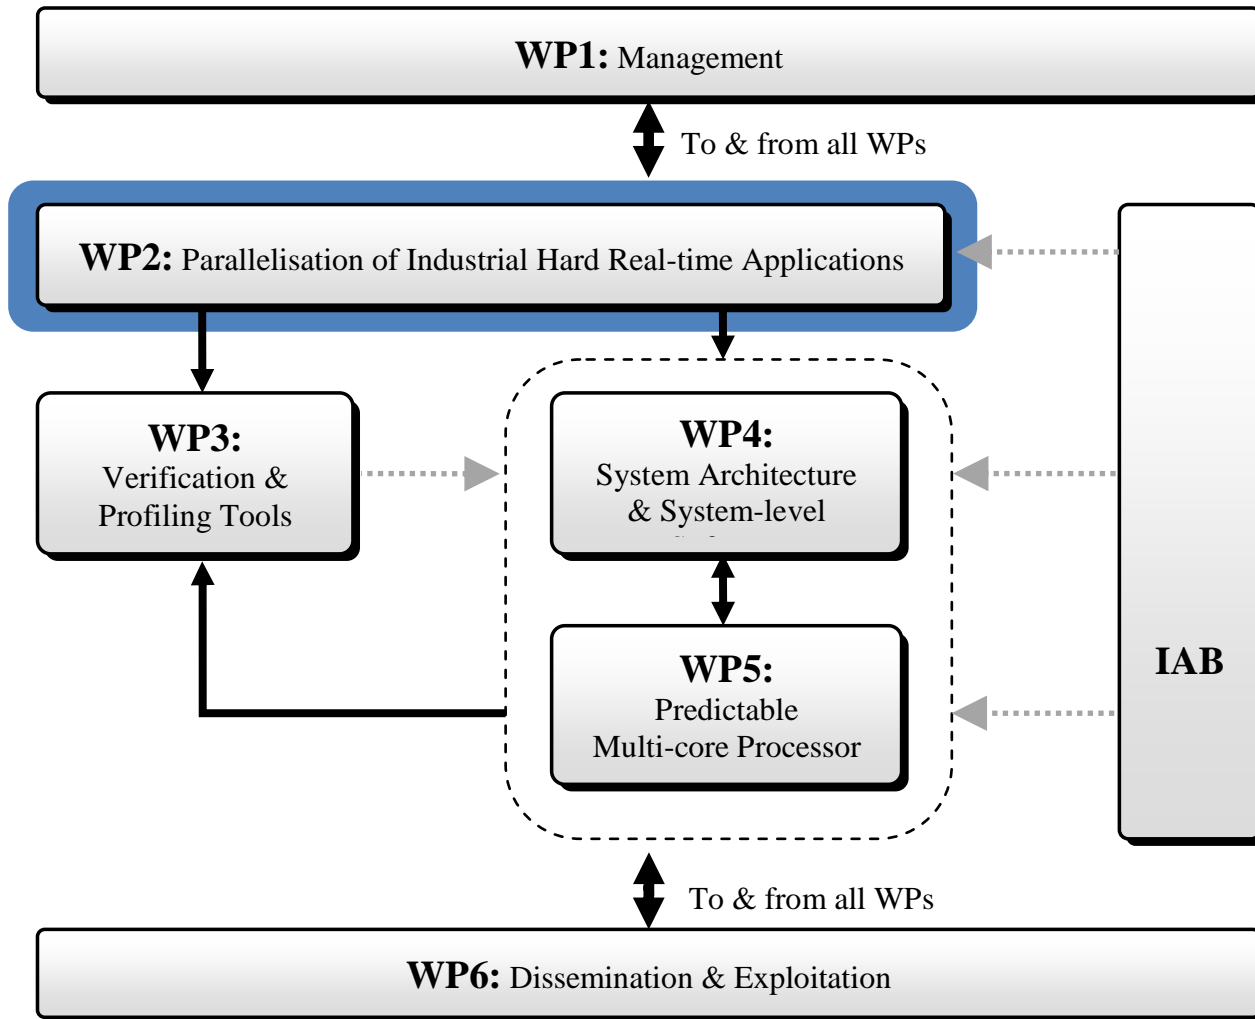 WP1: Management
To & from all WPs
WP2: Parallelisation of Industrial Hard Real-time Applications
WP3:
Verification &
Profiling Tools
WP4:
System Architecture
& System-level
WP5:
Predictable
Multi-core Processor
IAB
To & from all WPs
WP6: Dissemination & Exploitation